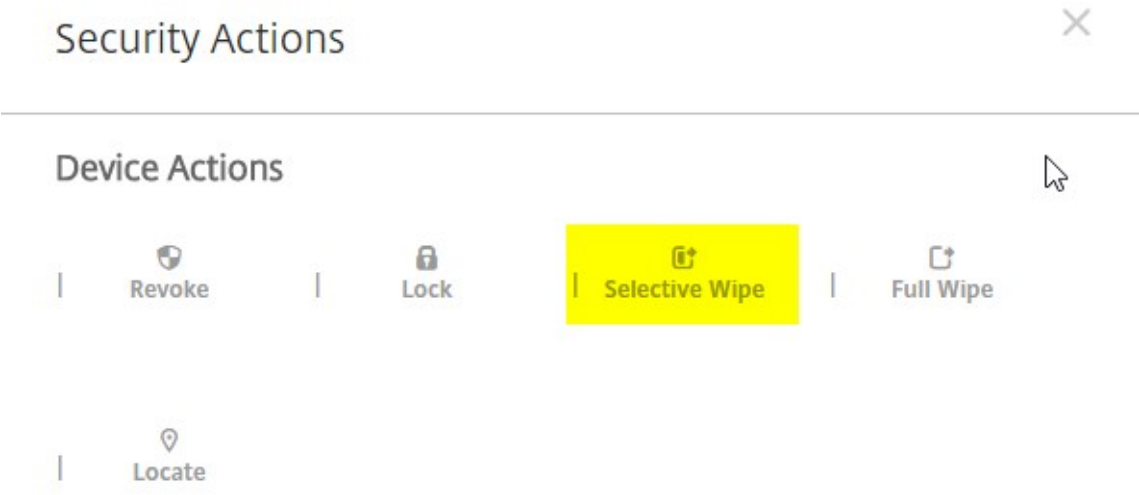 Security Actions
Device Actions
Revoke
Lock
Selective Wipe
Full Wipe
Locate